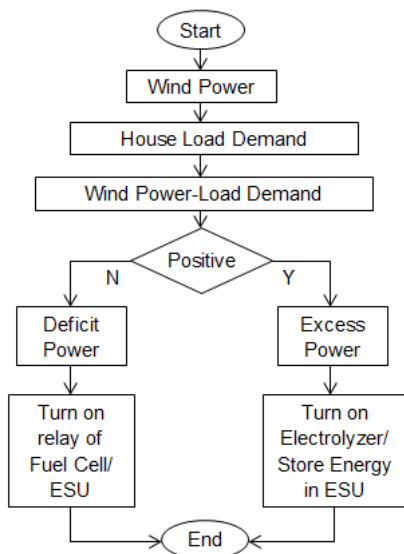 Start
Wind Power
House Load Demand
Wind Power-Load Demand
Positive
N
Y
Deficit
Power
Excess
Power
Turn on
relay of
Fuel Cell/
ESU
Turn on
Electrolyzer/
Store Energy
in ESU
End